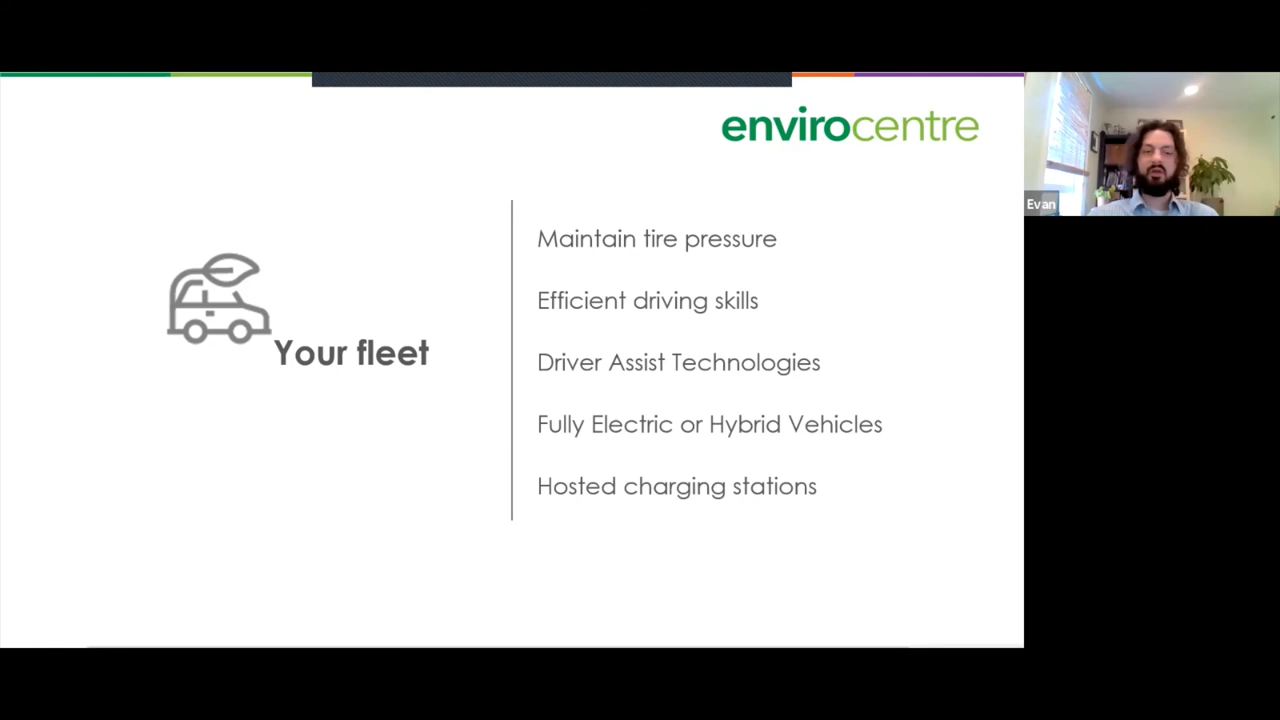 envirocentre
Evan
Your fleet
Maintain tire pressure
Efficient driving skills
Driver Assist Technologies
Fully Electric or Hybrid Vehicles
Hosted charging stations